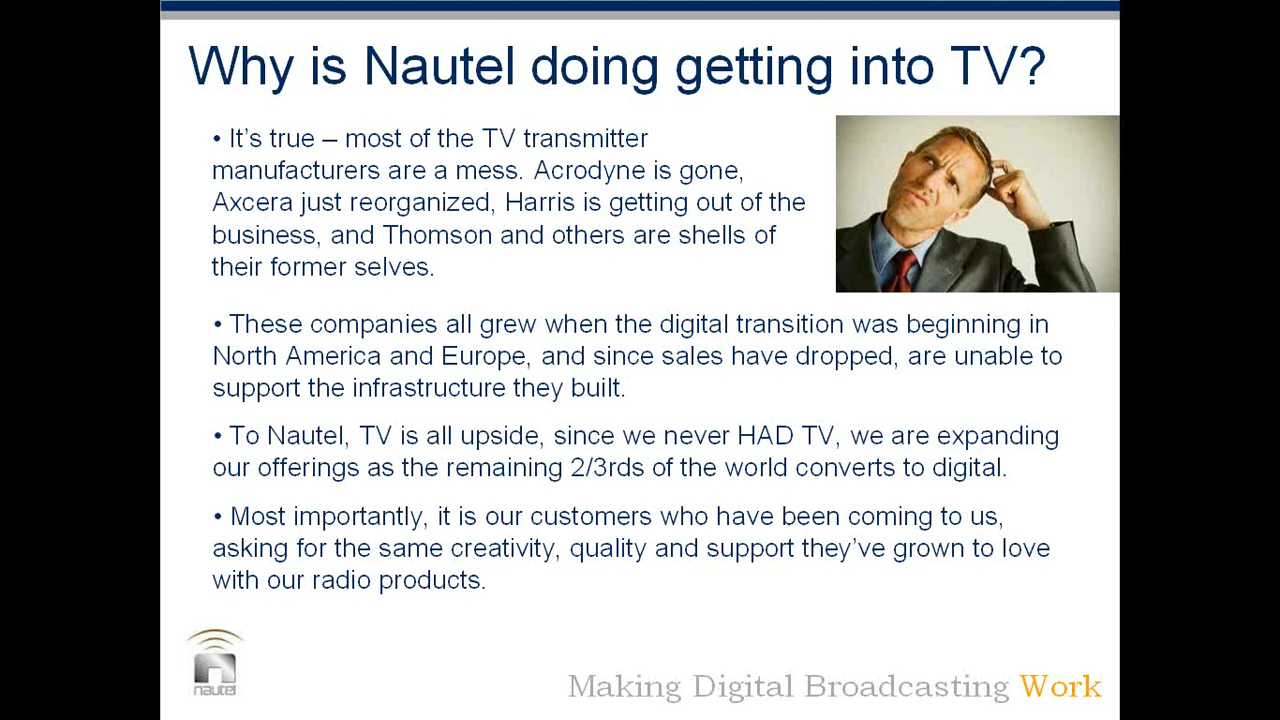 Why is Nautel doing getting into TV?
• It’s true – most of the TV transmitter
manufacturers are a mess. Acrodyne is gone,
Axcera just reorganized, Harris is getting out of the
business, and Thomson and others are shells of
their former selves.
• These companies all grew when the digital transition was beginning in
North America and Europe, and since sales have dropped, are unable to
support the infrastructure they built.
• To Nautel, TV is all upside, since we never HAD TV, we are expanding
our offerings as the remaining 2/3rds of the world converts to digital.
• Most importantly, it is our customers who have been coming to us,
asking for the same creativity, quality and support they’ve grown to love
with our radio products.
nautel
Making Digital Broadcasting Work